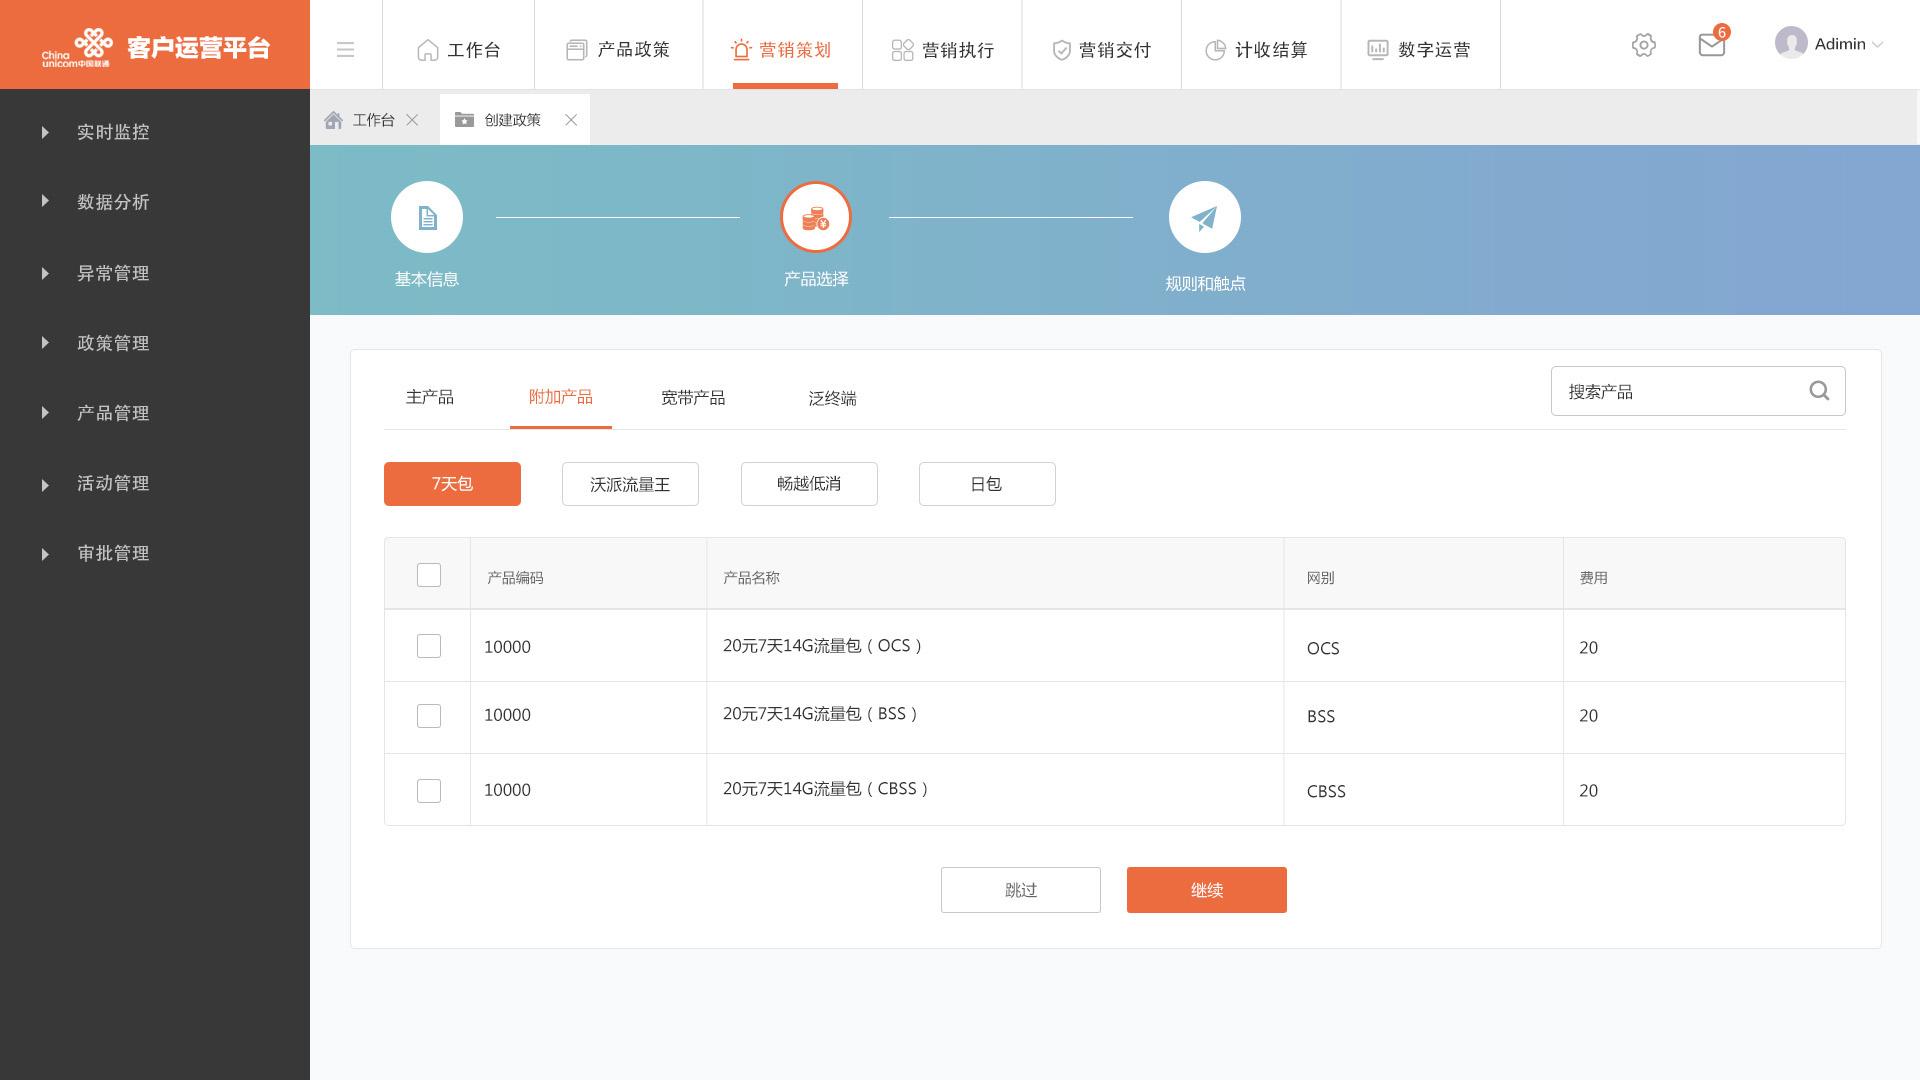 China unicom中国联通
客户运营平台
工作台
产品政策
营销策划
营销执行
营销交付
计收结算
数字运营
6
Adimin
工作台
创建政策
实时监控
数据分析
异常管理
政策管理
产品管理
活动管理
审批管理
基本信息
产品选择
规则和触点
主产品
附加产品
宽带产品
泛终端
搜索产品
7天包
沃派流量王
畅越低消
日包
产品编码 产品名称 网别 费用
10000 20元7天14G流量包（OCS） OCS 20
10000 20元7天14G流量包（BSS） BSS 20
10000 20元7天14G流量包（CBSS） CBSS 20
跳过
继续